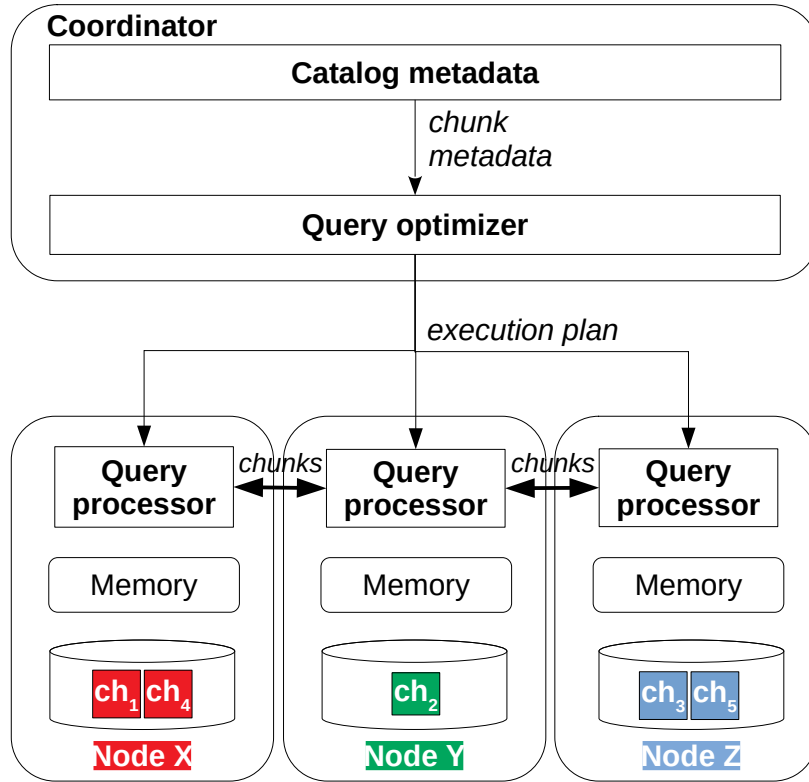 Coordinator
Catalog metadata
chunk
metadata
Query optimizer
execution plan
Query
processor
chunks
Query
processor
chunks
Query
processor
Memory
Memory
Memory
ch1 ch4
ch2
ch3 ch5
Node X
Node Y
Node Z